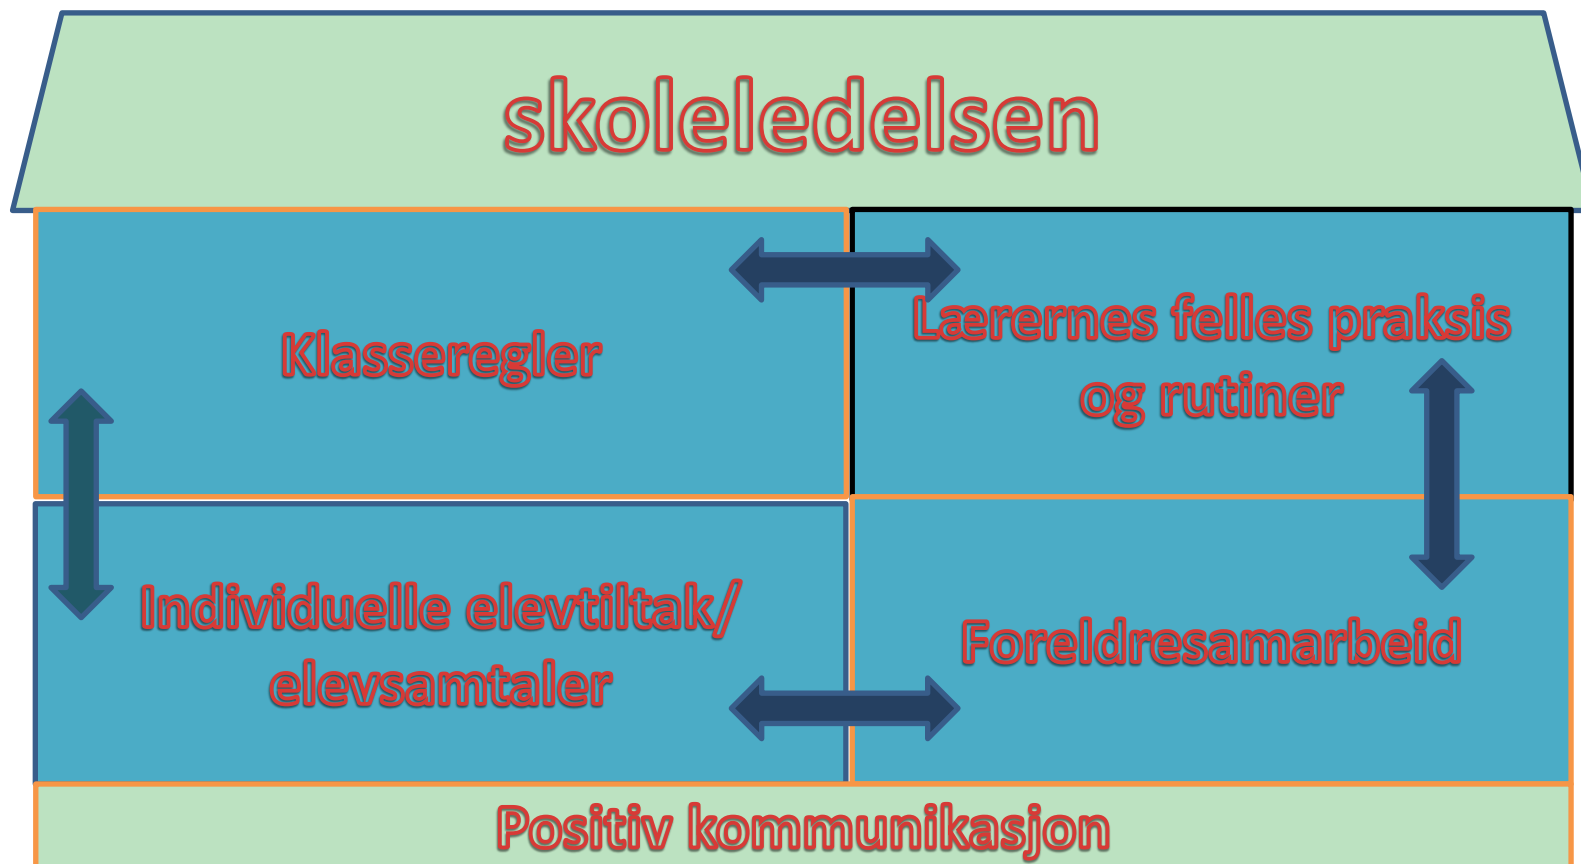 skoleledelsen
Klasseregler
Lærernes felles praksis
og rutiner
Individuelle elevtiltak/
elevsamtaler
Foreldresamarbeid
Positiv kommunikasjon